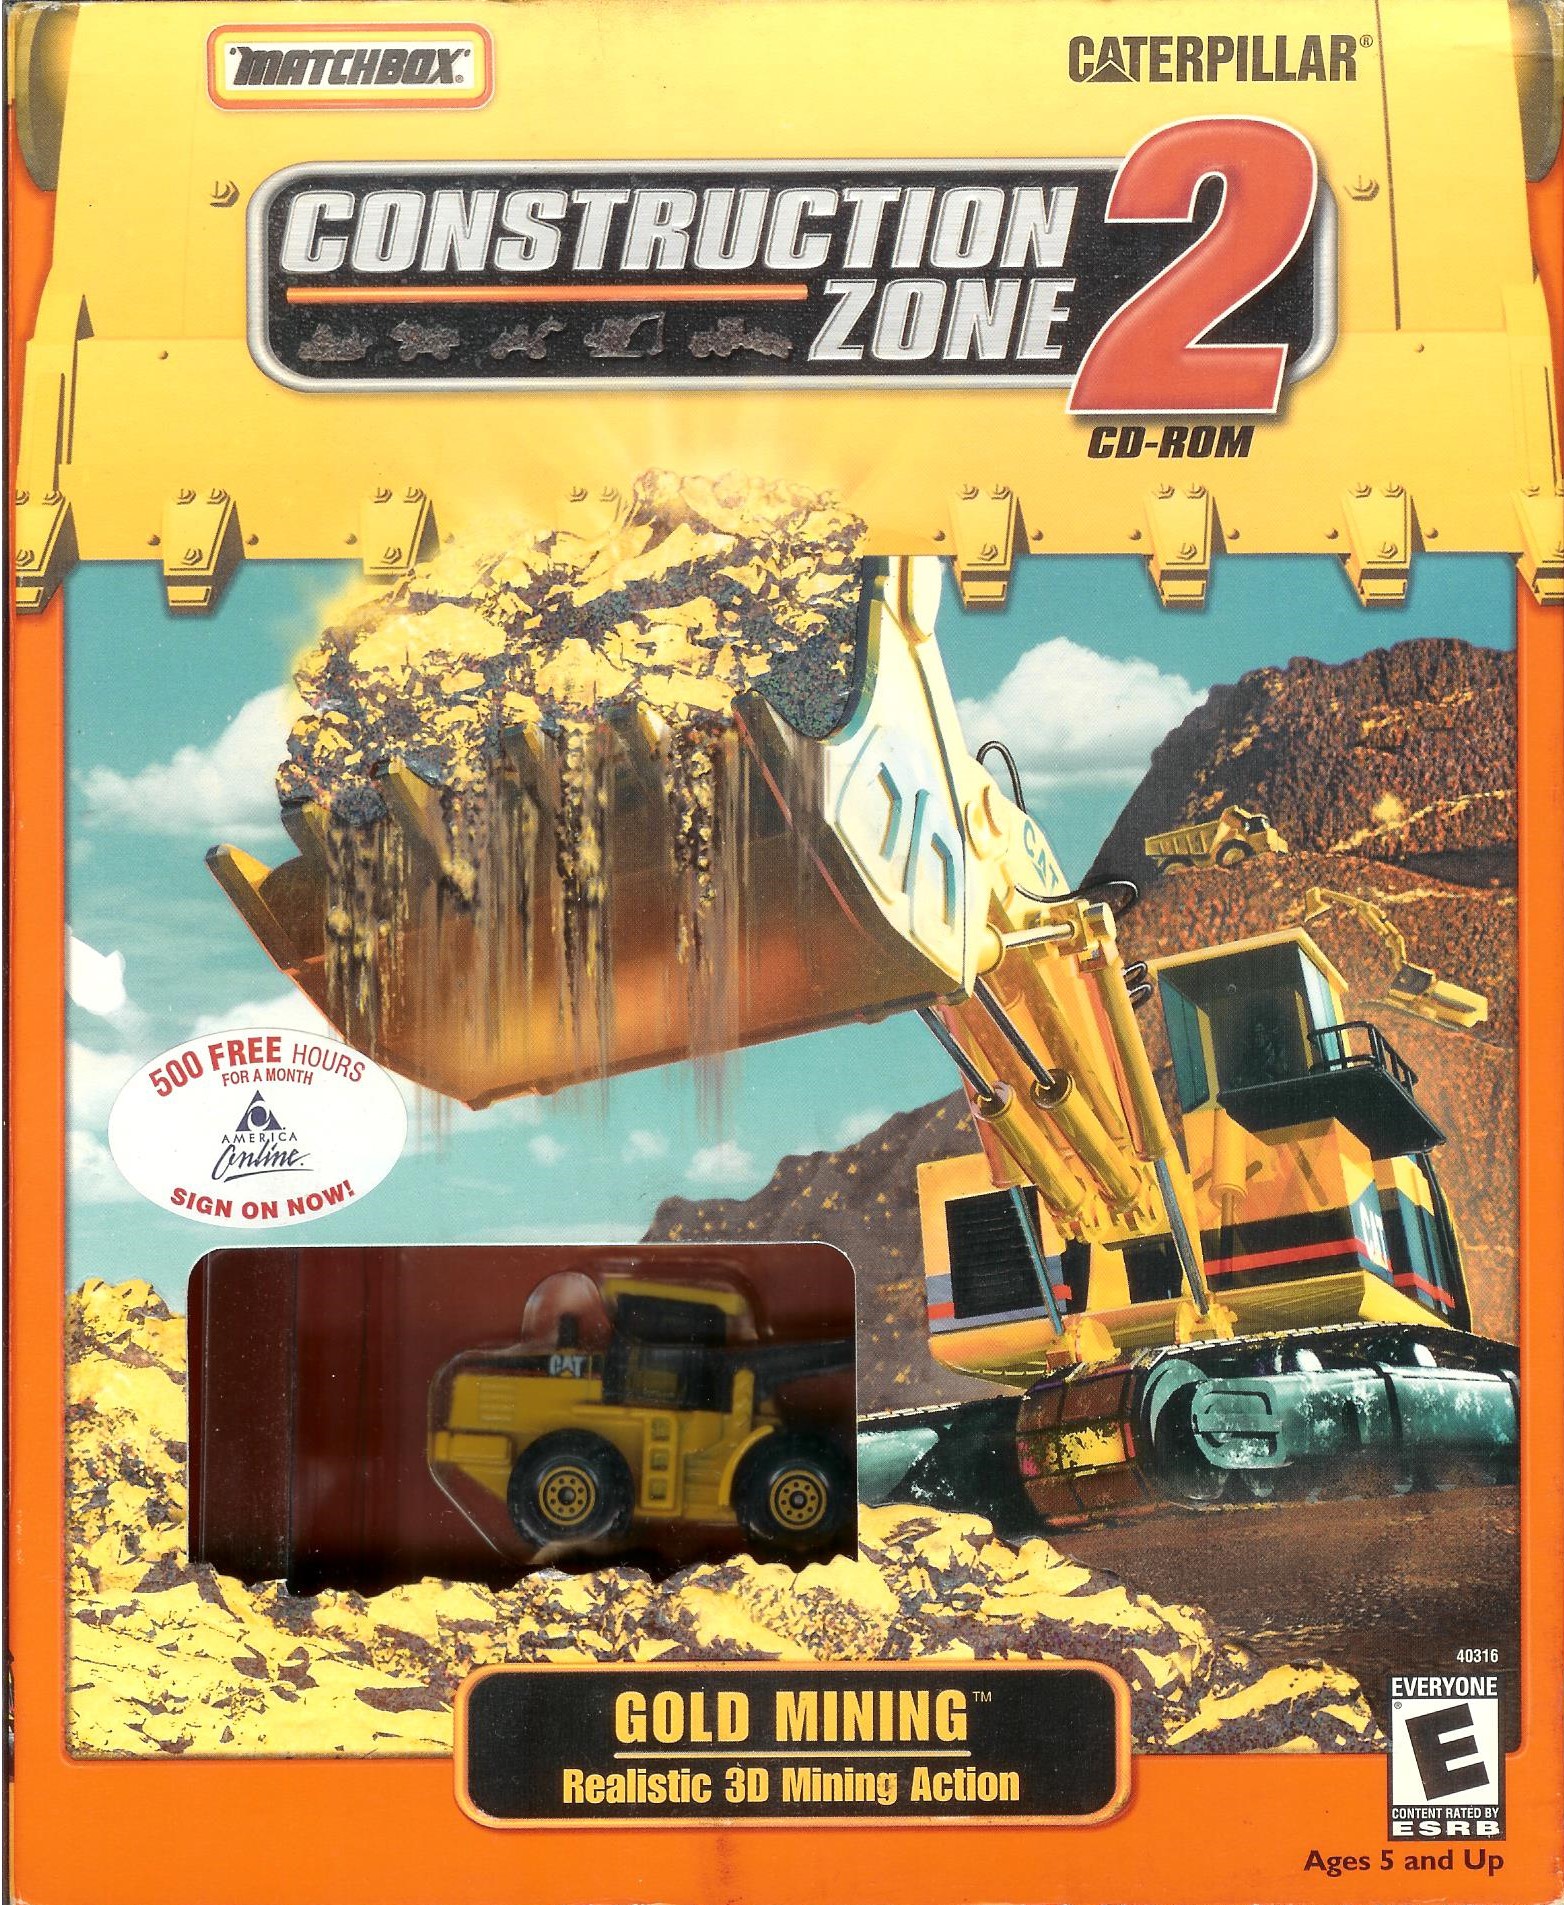 MATCHBOX®
CATERPILLAR®
CONSTRUCTION
ZONE
2
CD-ROM
CAT
500 FREE HOURS
FOR A MONTH
AMERICA
Online.
SIGN ON NOW!
CAT
CAT
GOLD MINING™
Realistic 3D Mining Action
40316
EVERYONE
E
CONTENT RATED BY
ESRB
Ages 5 and Up